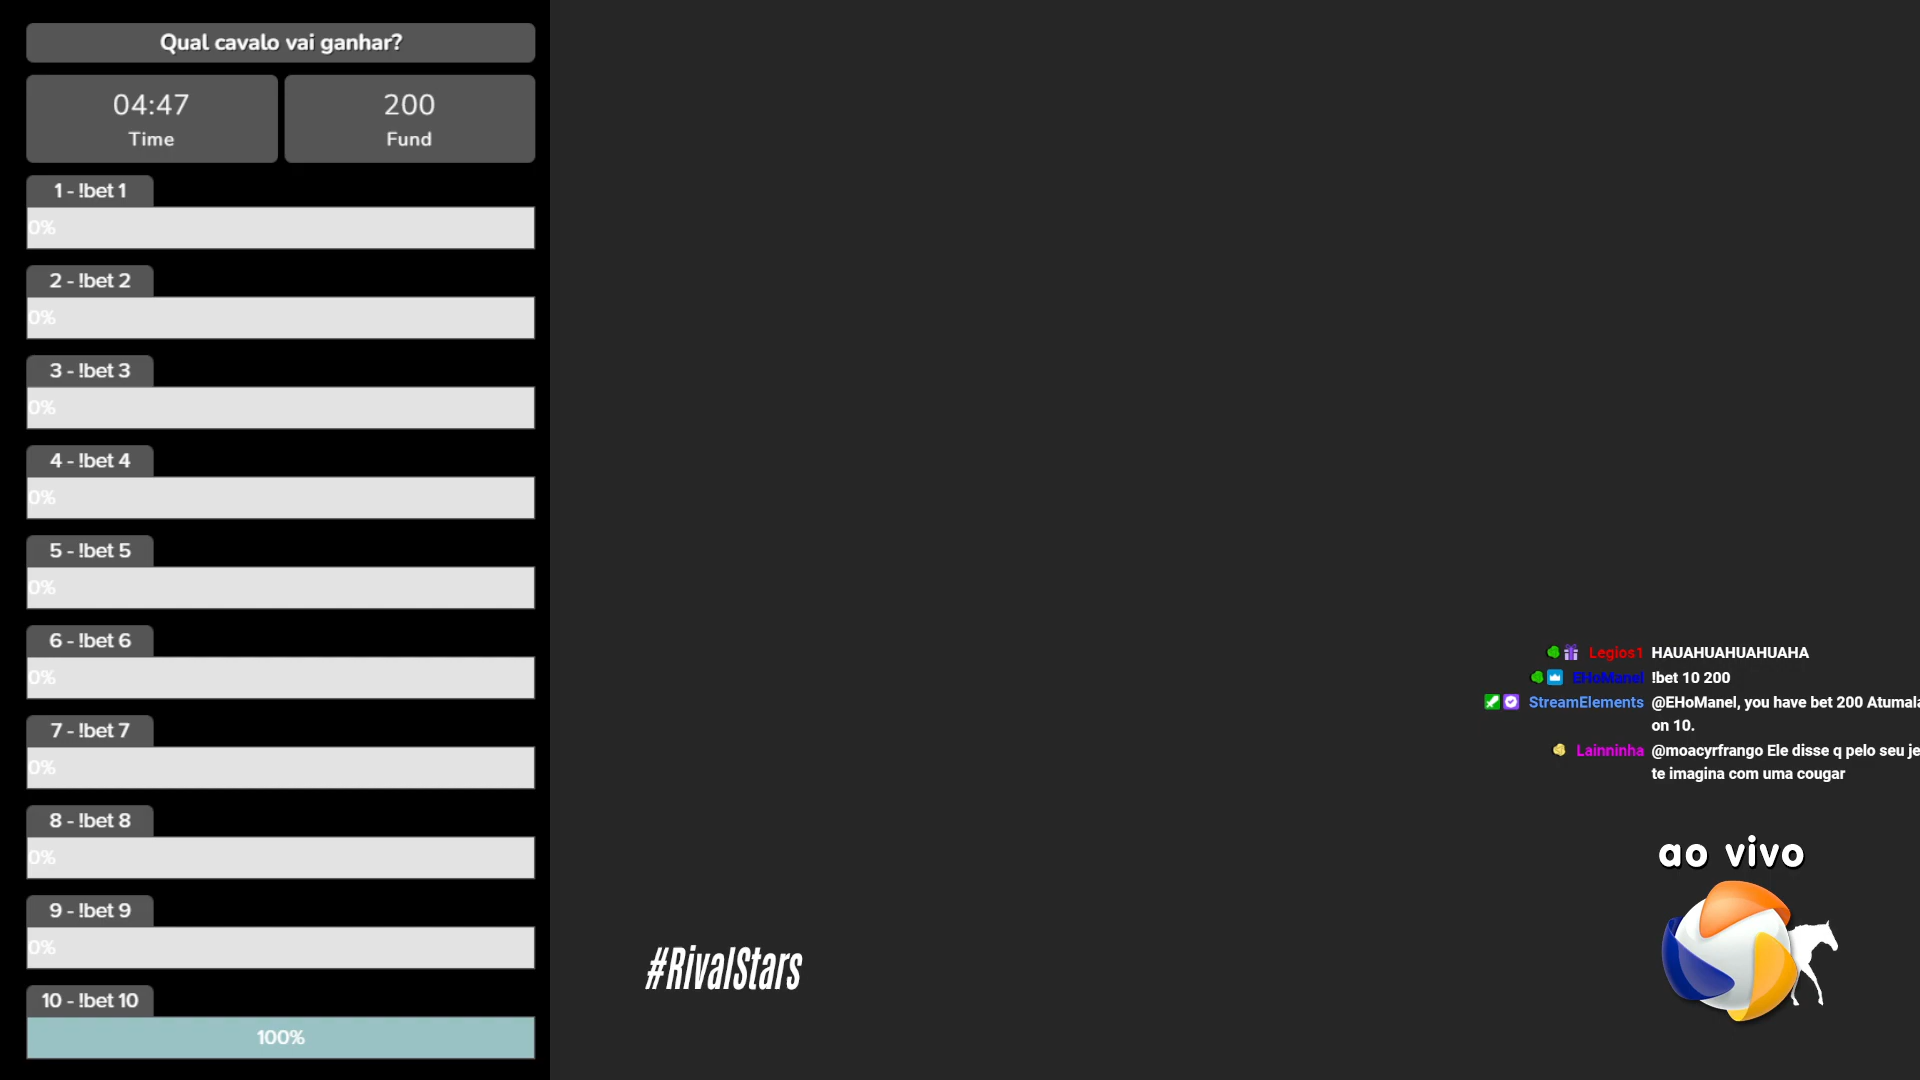 Qual cavalo vai ganhar?
04:47
Time
200
Fund
1 - !bet 1
0%
2 - !bet 2
0%
3 - !bet 3
0%
4 - !bet 4
0%
5 - !bet 5
0%
6 - !bet 6
0%
7 - !bet 7
0%
8 - !bet 8
0%
9 - !bet 9
0%
10 - !bet 10
100%
Legios1 HAUAHUAHUAHUAHA
EHoManel !bet 10 200
StreamElements @EHoManel, you have bet 200
on 10.
Lainninha @moacyrfrango Ele disse q pelo seu
te imagina com uma cougar
ao vivo
#RivalStars